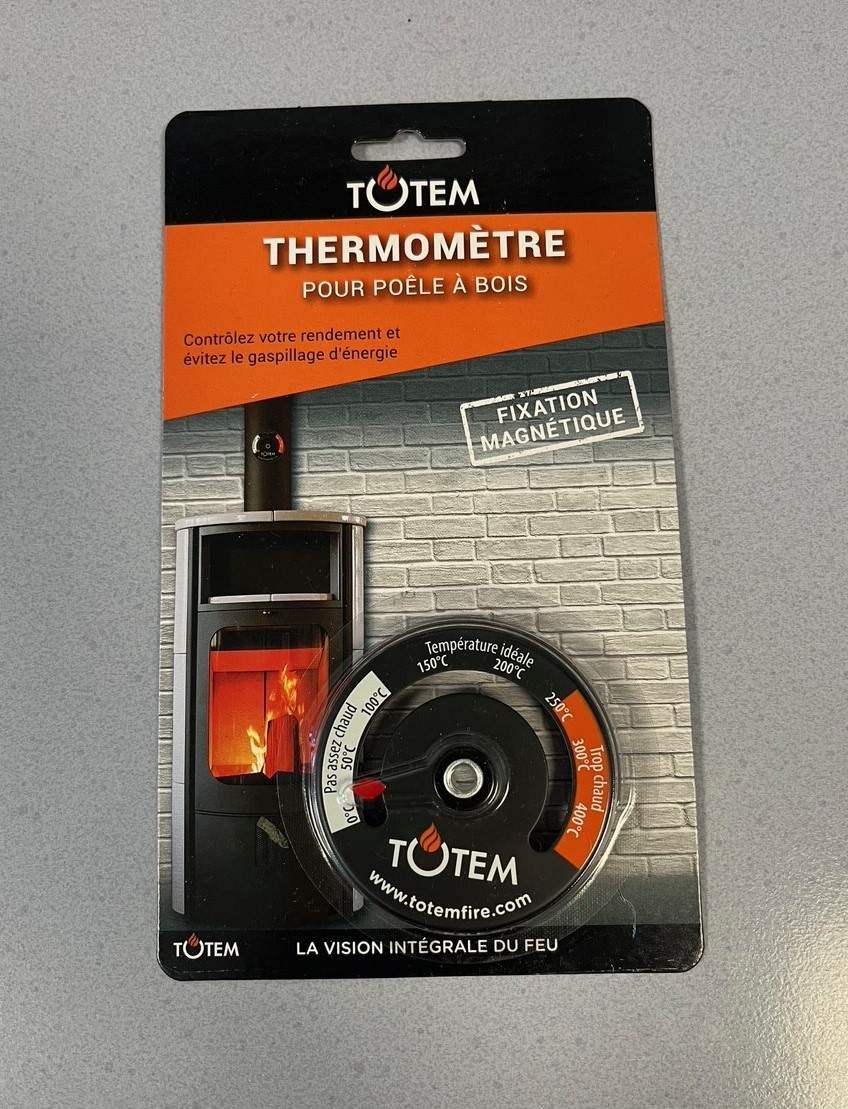 TOTEM
THERMOMÈTRE
POUR POÊLE À BOIS
Contrôlez votre rendement et
évitez le gaspillage d'énergie
FIXATION
MAGNÉTIQUE
TOTEM
Température idéale
Pas assez chaud
Trop chaud
0°C 50°C 100°C 150°C 200°C 250°C 300°C 400°C
TOTEM
www.totemfire.com
TOTEM LA VISION INTÉGRALE DU FEU